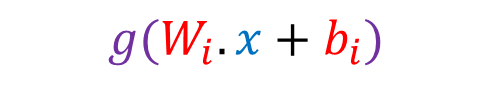 g(Wᵢ.x + bᵢ)